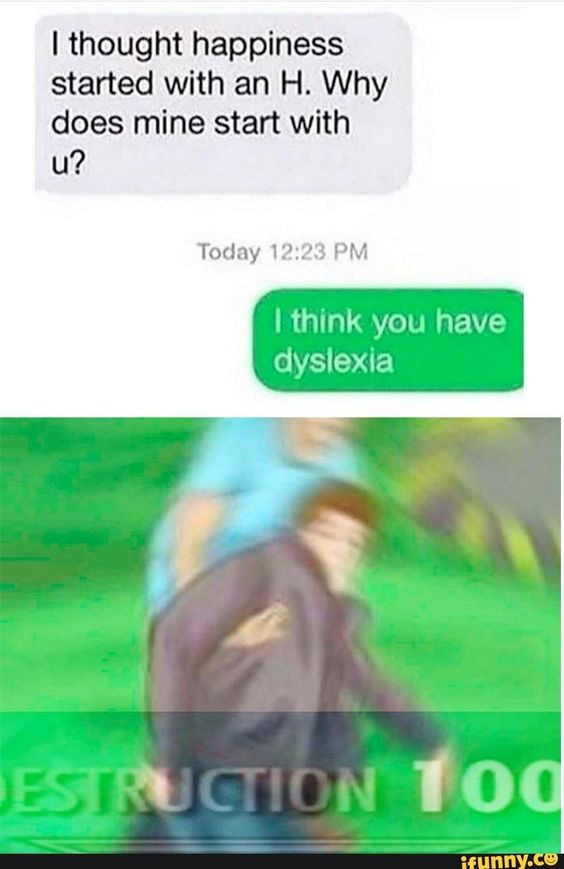 I thought happiness
started with an H. Why
does mine start with
u?
Today 12:23 PM
I think you have
dyslexia
ESTRUCTION 100
ifunny.co